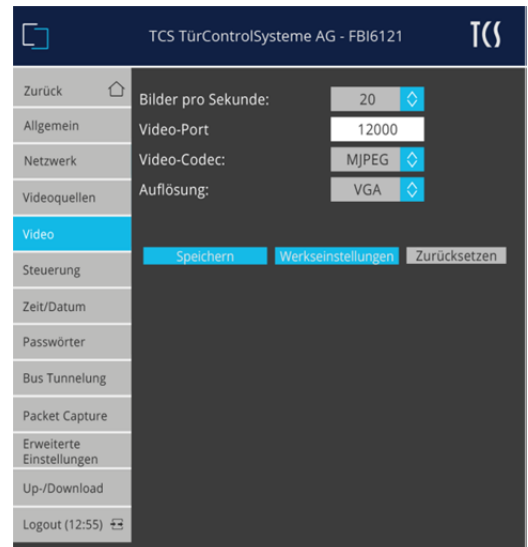 TCS TürControlSysteme AG - FBI6121
TCS
Zurück
Allgemein
Netzwerk
Videoquellen
Video
Steuerung
Zeit/Datum
Passwörter
Bus Tunnelung
Packet Capture
Erweiterte
Einstellungen
Up-/Download
Logout (12:55)
Bilder pro Sekunde: 20
Video-Port 12000
Video-Codec: MJPEG
Auflösung: VGA
Speichern Werkseinstellungen Zurücksetzen